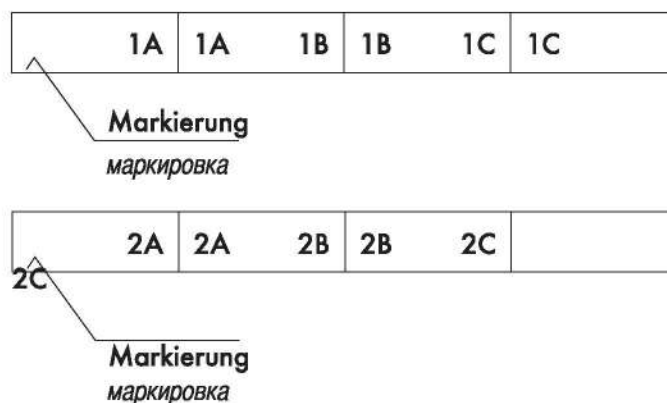 1A 1A 1B 1B 1C 1C
Markierung
маркировка
2A 2A 2B 2B 2C
2C
Markierung
маркировка